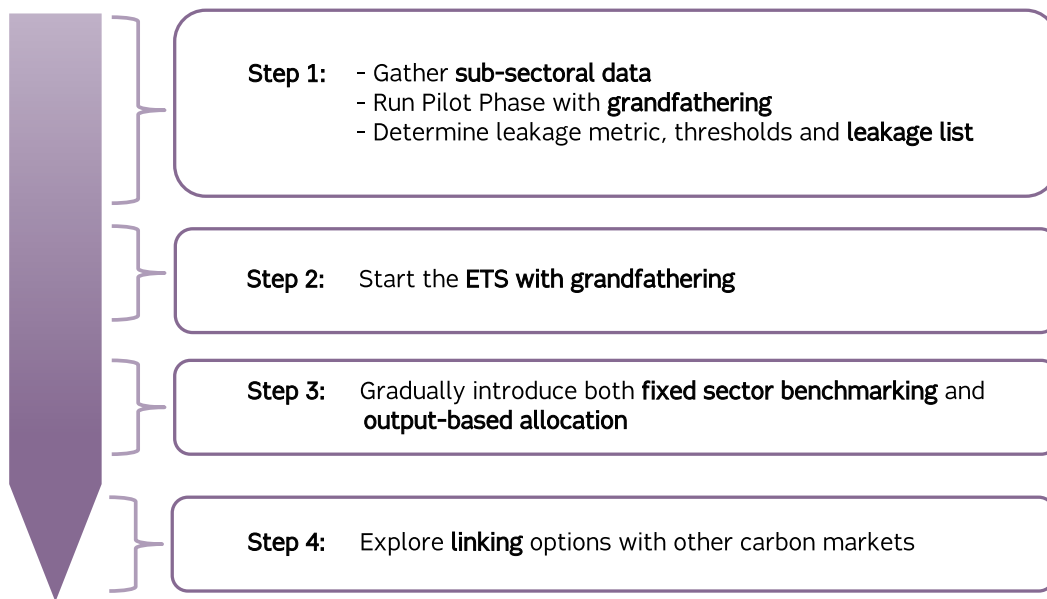 Step 1: - Gather sub-sectoral data
- Run Pilot Phase with grandfathering
- Determine leakage metric, thresholds and leakage list
Step 2: Start the ETS with grandfathering
Step 3: Gradually introduce both fixed sector benchmarking and
output-based allocation
Step 4: Explore linking options with other carbon markets